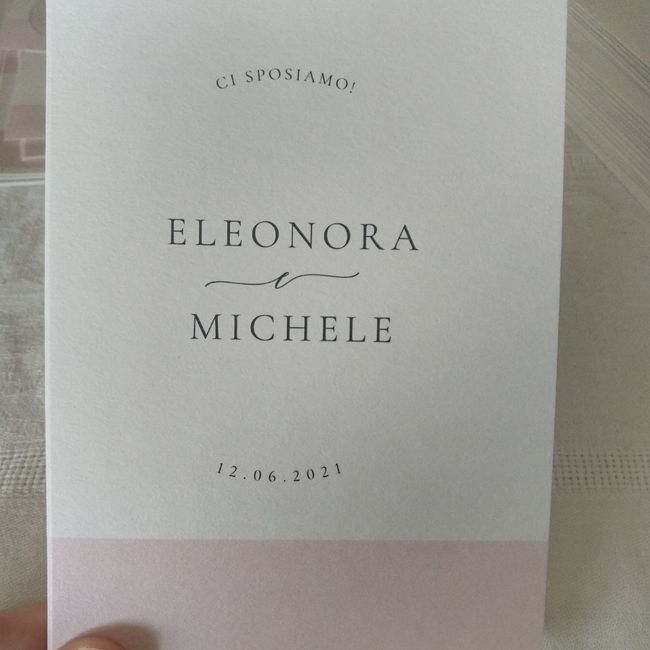 CI SPOSIAMO!
ELEONORA
e
MICHELE
12.06.2021